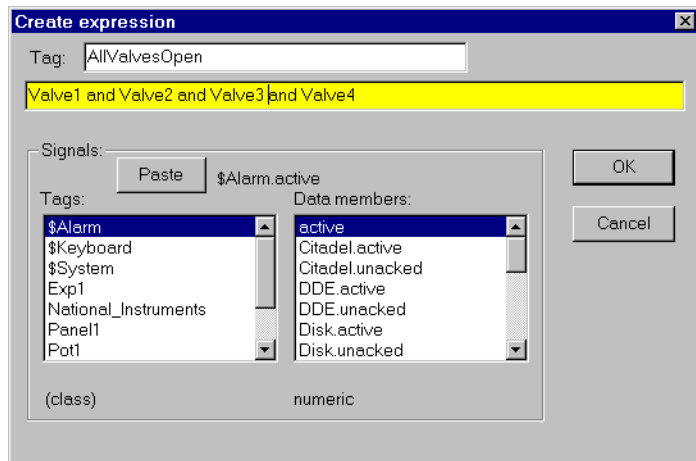 Create expression
Tag: AllValvesOpen
Valve1 and Valve2 and Valve3 and Valve4
Signals:
Paste $Alarm.active
OK
Tags: Data members:
$Alarm active
Cancel
$Keyboard Citadel.active
$System Citadel.unacked
Exp1 DDE.active
National_Instruments DDE.unacked
Panel1 Disk.active
Pot1 Disk.unacked
(class) numeric